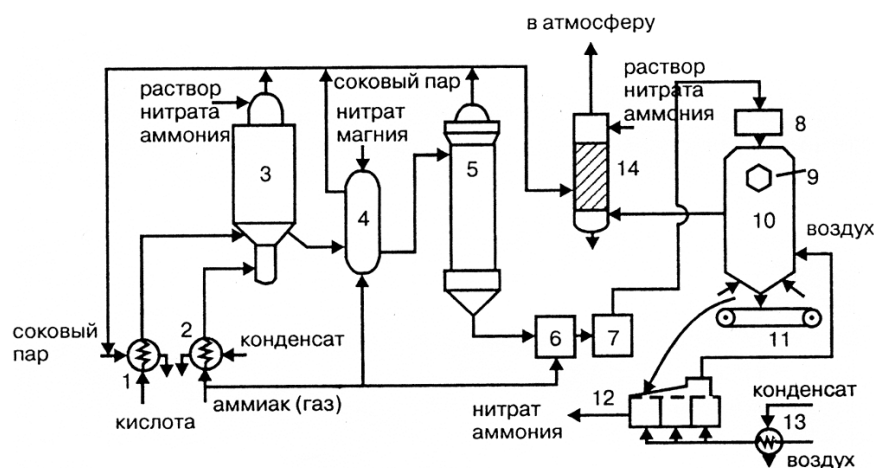 в атмосферу
раствор
нитрата
аммония
соковый пар
нитрат
магния
раствор
нитрата
аммония
8
3
5
14
9
4
10
воздух
соковый
пар
2
конденсат
6
7
11
1
кислота
аммиак (газ)
нитрат
аммония
12
конденсат
13
воздух